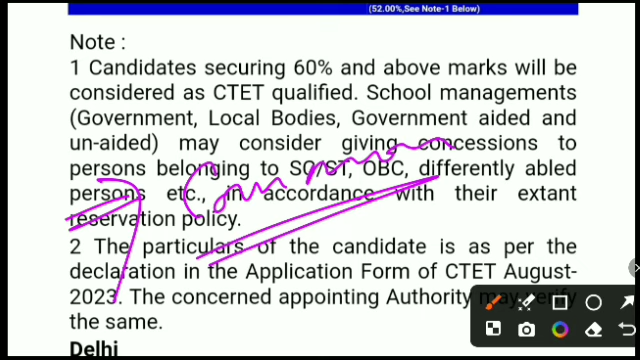 (52.00%,See Note-1 Below)
Note :
1 Candidates securing 60% and above marks will be
considered as CTET qualified. School managements
(Government, Local Bodies, Government aided and
un-aided) may consider giving concessions to
persons belonging to SC, ST, OBC, differently abled
persons etc., in accordance with their extant
reservation policy.
2 The particulars of the candidate is as per the
declaration in the Application Form of CTET August-
2023. The concerned appointing Authority may verify
the same.
Delhi